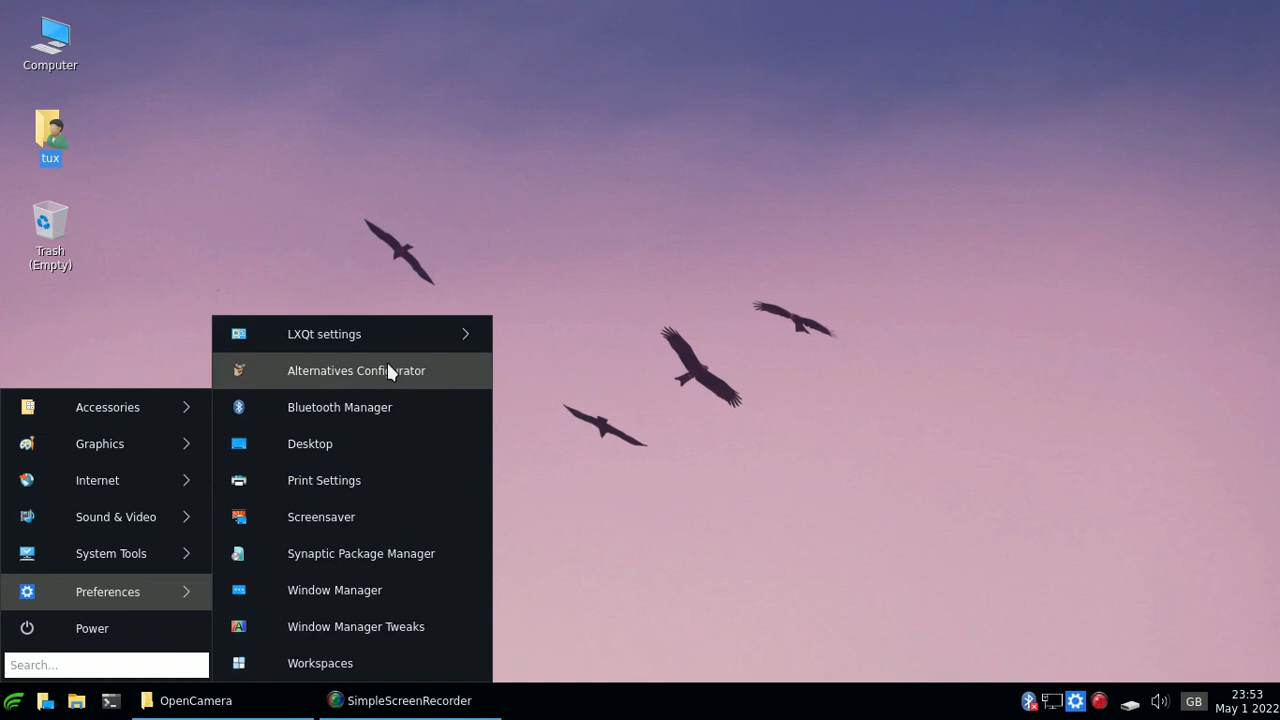 Computer
tux
Trash
(Empty)
LXQt settings
Alternatives Configurator
Bluetooth Manager
Desktop
Print Settings
Screensaver
Synaptic Package Manager
Window Manager
Window Manager Tweaks
Workspaces
Accessories
Graphics
Internet
Sound & Video
System Tools
Preferences
Power
Search...
OpenCamera
SimpleScreenRecorder
GB
23:53
May 1 2022